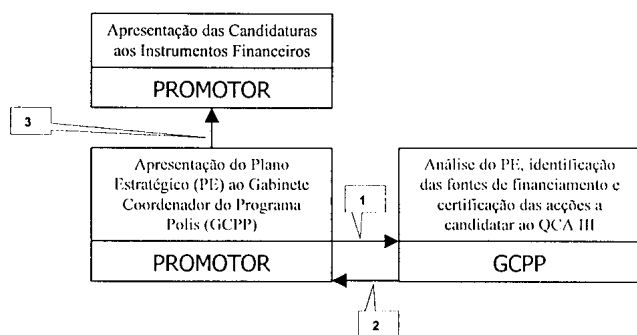 Apresentação das Candidaturas
aos Instrumentos Financeiros
PROMOTOR
3
Apresentação do Plano
Estratégico (PE) ao Gabinete
Coordenador do Programa
Polis (GCPP)
PROMOTOR
1
Análise do PE, identificação
das fontes de financiamento e
certificação das acções a
candidatar ao QCA III
GCPP
2